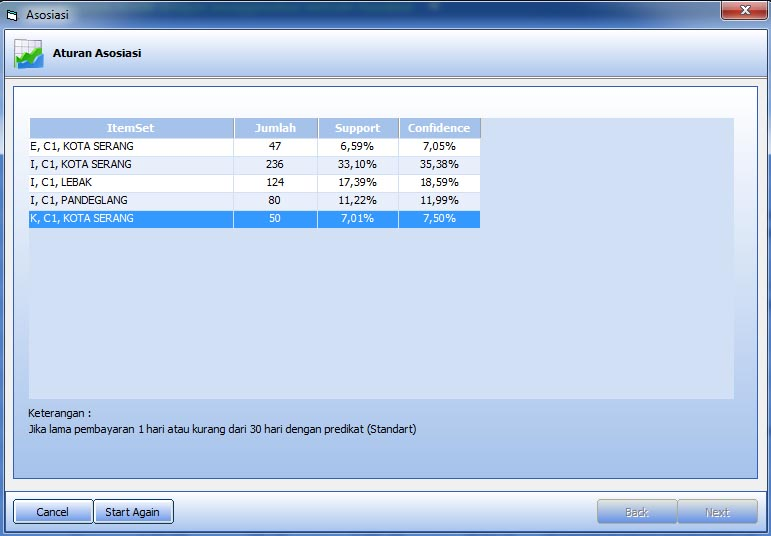 Asosiasi
Aturan Asosiasi
ItemSet Jumlah Support Confidence
E, C1, KOTA SERANG 47 6,59% 7,05%
I, C1, KOTA SERANG 236 33,10% 35,38%
I, C1, LEBAK 124 17,39% 18,59%
I, C1, PANDEGLANG 80 11,22% 11,99%
K, C1, KOTA SERANG 50 7,01% 7,50%
Keterangan :
Jika lama pembayaran 1 hari atau kurang dari 30 hari dengan predikat (Standart)
Cancel Start Again Back Next